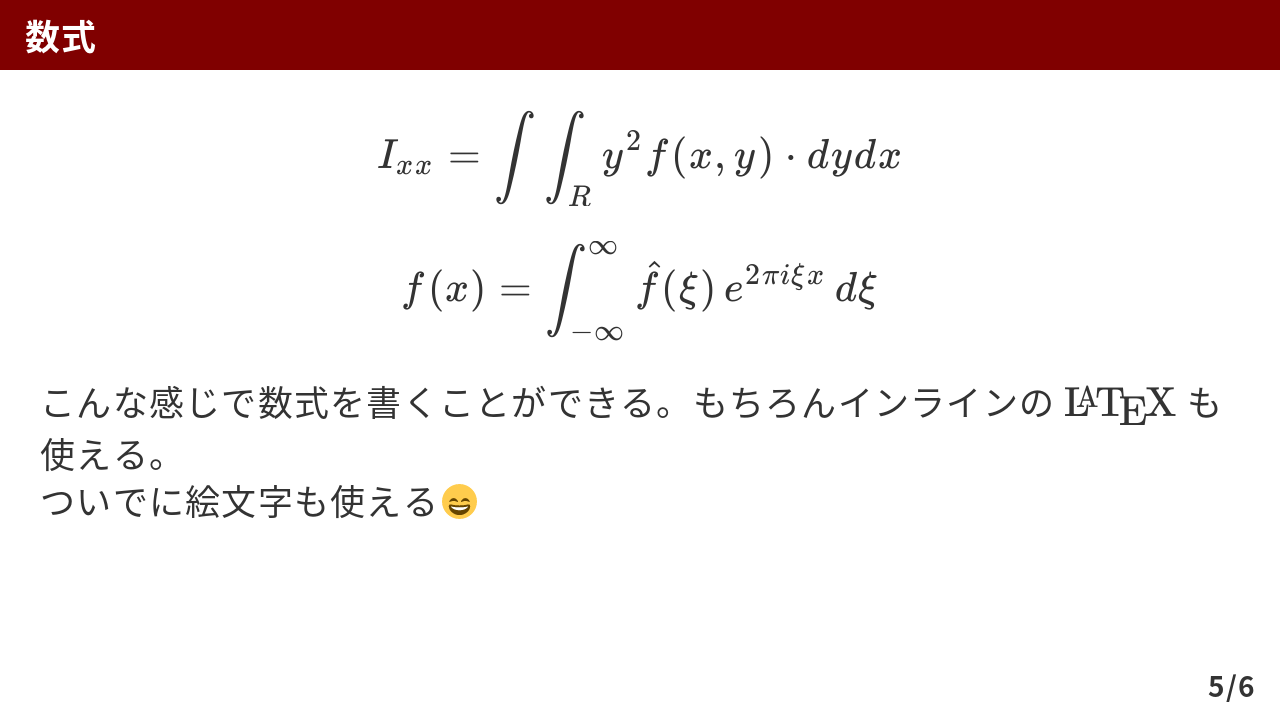 数式
$I_{xx} = \int \int_R y^2 f(x, y) \cdot dydx$
$f(x) = \int_{-\infty}^{\infty} \hat{f}(\xi) \, e^{2\pi i \xi x} \, d\xi$
こんな感じで数式を書くことができる。もちろんインラインの LATEX も
使える。
ついでに絵文字も使える😄
5/6